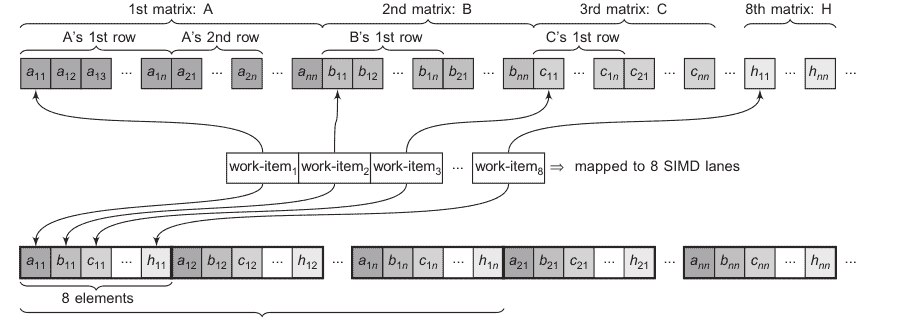 1st matrix: A 2nd matrix: B 3rd matrix: C 8th matrix: H
A's 1st row A's 2nd row B's 1st row C's 1st row
a11 a12 a13 ... a1n a21 ... a2n ... ann b11 b12 ... b1n b21 ... bnn c11 ... c1n c21 ... cnn ... h11 ... hnn ...
work-item1 work-item2 work-item3 ... work-item8 ⇒ mapped to 8 SIMD lanes
a11 b11 c11 ... h11 a12 b12 c12 ... h12 ... a1n b1n c1n ... h1n a21 b21 c21 ... h21 ... ann bnn cnn ... hnn ...
8 elements